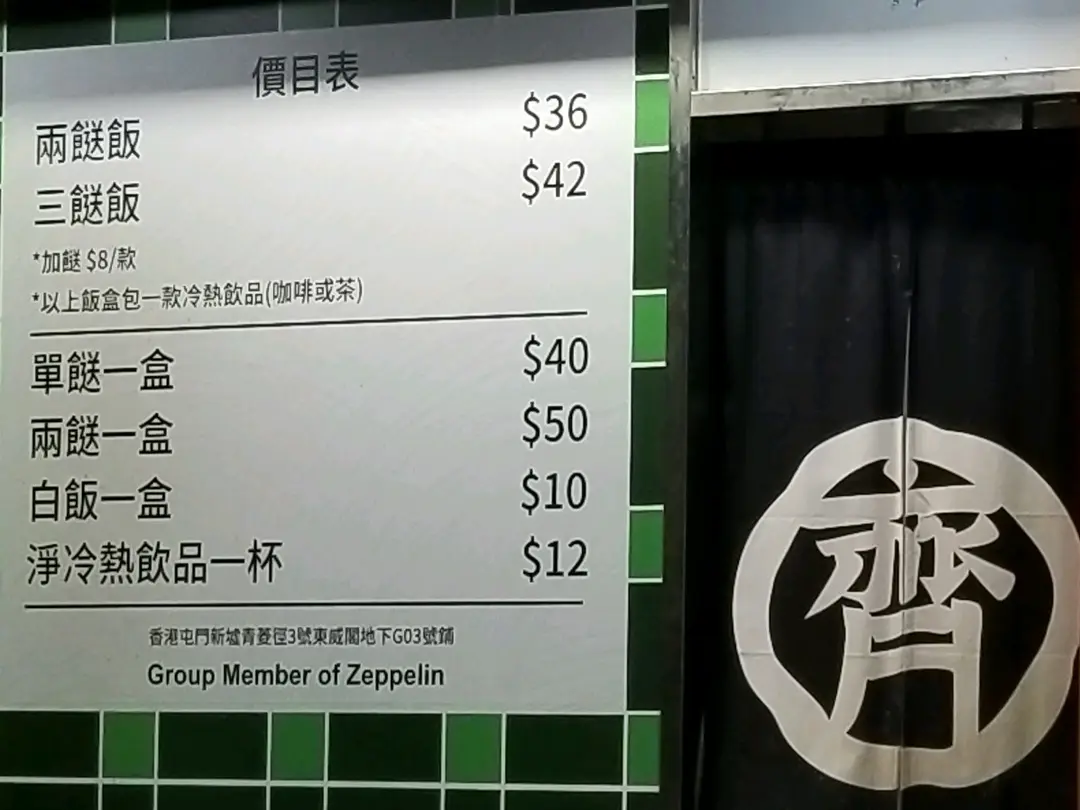 價目表
兩餸飯 $36
三餸飯 $42
*加餸 $8/款
*以上飯盒包一款冷熱飲品(咖啡或茶)
單餸一盒 $40
兩餸一盒 $50
白飯一盒 $10
淨冷熱飲品一杯 $12
香港屯門新墟青菱徑3號東威閣地下G03號鋪
Group Member of Zeppelin
齊